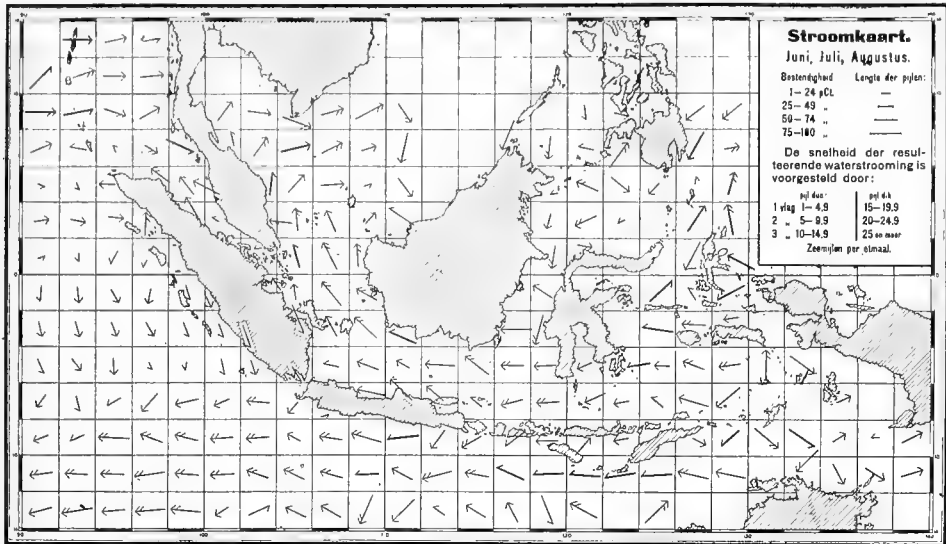 Stroomkaart.
Juni, Juli, Augustus.
Bestendigheid Lengte der pijlen:
1—24 pCt.
25—49 „
50—74 „
75—100 „
De snelheid der resul-
teerende waterstrooming is
voorgesteld door:
pijl dun: pijl dik
1 vlag 1—4.9 15—19.9
2 „ 5—9.9 20—24.9
3 „ 10—14.9 25 en meer
Zeemijlen per etmaal.